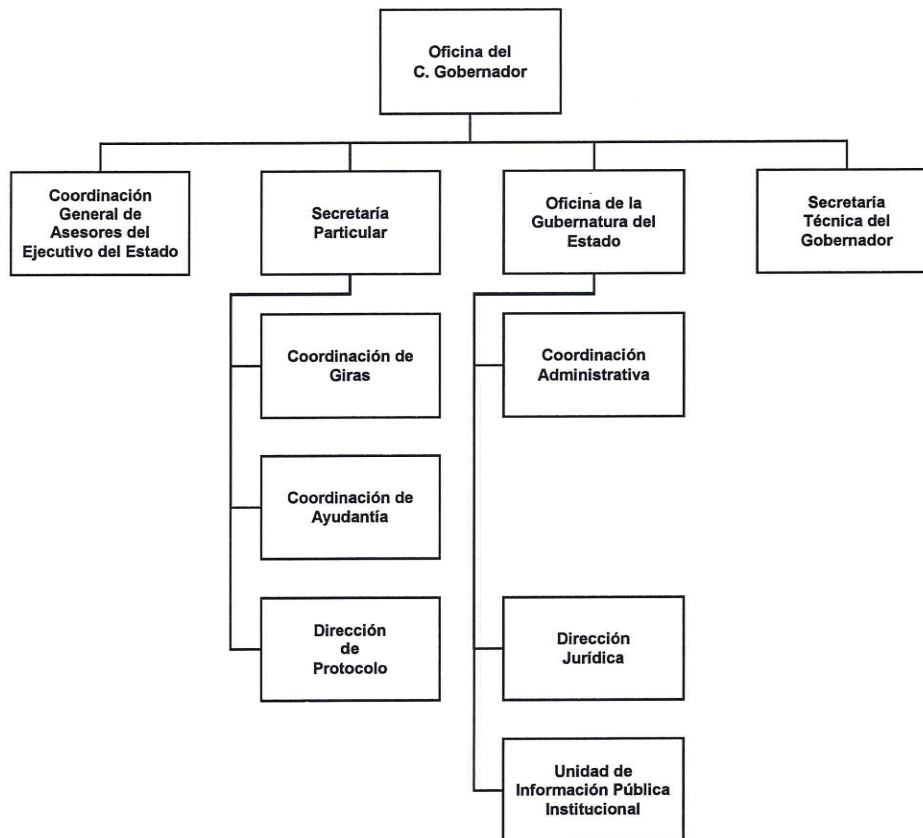 Oficina del
C. Gobernador
Coordinación
General de
Asesores del
Ejecutivo del Estado
Secretaría
Particular
Oficina de la
Gubernatura del
Estado
Secretaría
Técnica del
Gobernador
Coordinación de
Giras
Coordinación
Administrativa
Coordinación de
Ayudantía
Dirección
de
Protocolo
Dirección
Jurídica
Unidad de
Información Pública
Institucional